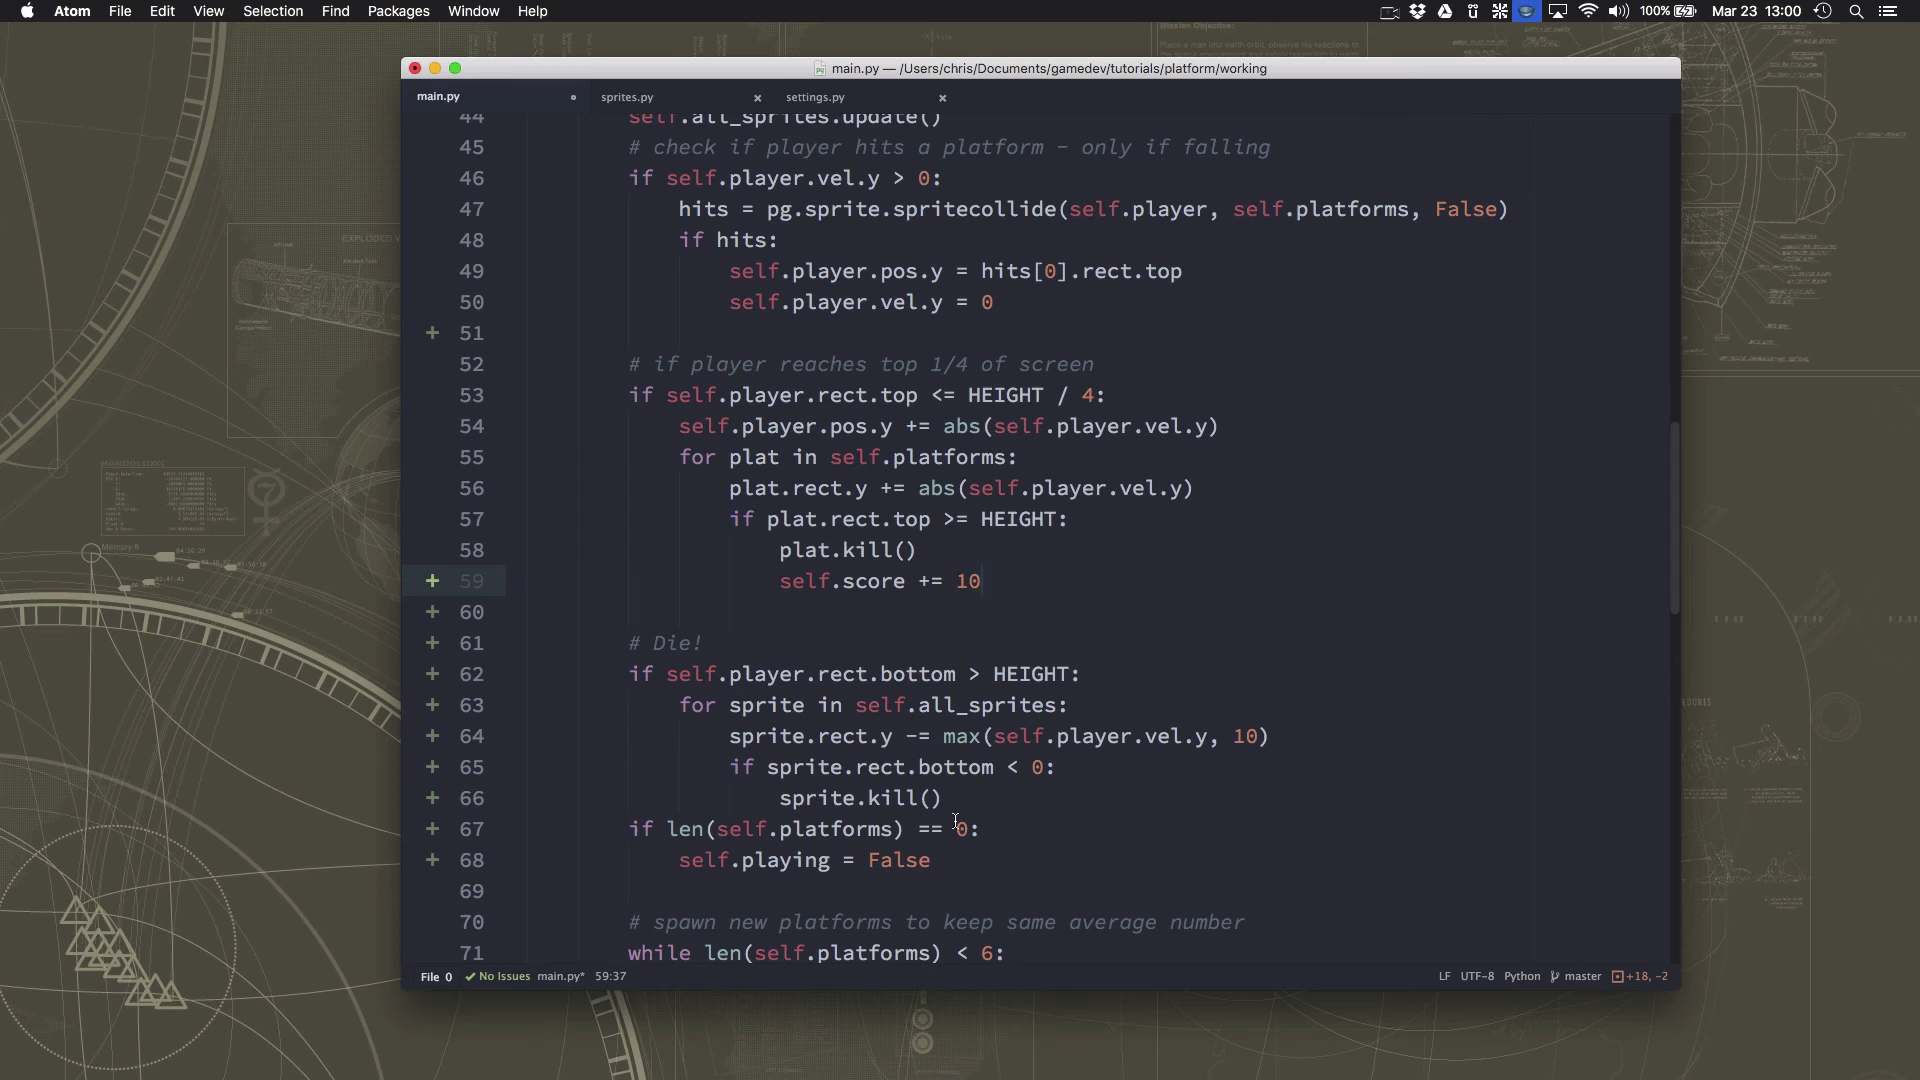 Atom File Edit View Selection Find Packages Window Help 100% Mar 23 13:00
main.py — /Users/chris/Documents/gamedev/tutorials/platform/working
main.py sprites.py settings.py
44 self.all_sprites.update()
45 # check if player hits a platform - only if falling
46 if self.player.vel.y > 0:
47 hits = pg.sprite.spritecollide(self.player, self.platforms, False)
48 if hits:
49 self.player.pos.y = hits[0].rect.top
50 self.player.vel.y = 0
+ 51
52 # if player reaches top 1/4 of screen
53 if self.player.rect.top <= HEIGHT / 4:
54 self.player.pos.y += abs(self.player.vel.y)
55 for plat in self.platforms:
56 plat.rect.y += abs(self.player.vel.y)
57 if plat.rect.top >= HEIGHT:
58 plat.kill()
+ 59 self.score += 10
+ 60
+ 61 # Die!
+ 62 if self.player.rect.bottom > HEIGHT:
+ 63 for sprite in self.all_sprites:
+ 64 sprite.rect.y -= max(self.player.vel.y, 10)
+ 65 if sprite.rect.bottom < 0:
+ 66 sprite.kill()
+ 67 if len(self.platforms) == 0:
+ 68 self.playing = False
69
70 # spawn new platforms to keep same average number
71 while len(self.platforms) < 6:
File 0 No Issues main.py* 59:37 LF UTF-8 Python master +18, -2
EXPLODED V
Mission Objective:
Mercury R